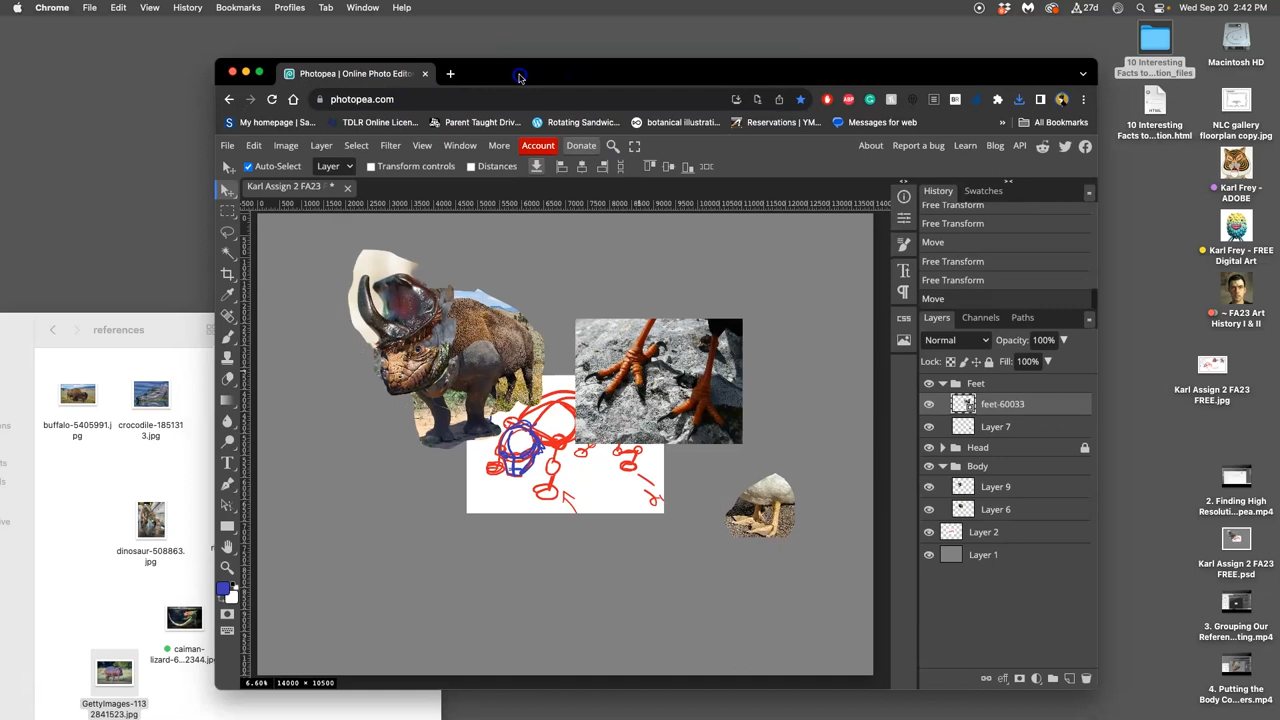 Chrome File Edit View History Bookmarks Profiles Tab Window Help
27d
Wed Sep 20 2:42 PM
Photopea | Online Photo Edito
photopea.com
My homepage | Sa...
TDLR Online Licen...
Parent Taught Driv...
Rotating Sandwic...
botanical illustrati...
Reservations | YM...
Messages for web
» All Bookmarks
File Edit Image Layer Select Filter View Window More Account Donate
About Report a bug Learn Blog API
Auto-Select Layer Transform controls Distances
Karl Assign 2 FA23 *
History Swatches
Free Transform
Free Transform
Move
Free Transform
Free Transform
Move
CSS
Layers Channels Paths
Normal Opacity: 100%
Lock: Fill: 100%
Feet
feet-60033
Layer 7
Head
Body
Layer 9
Layer 6
Layer 2
Layer 1
eff
6.60% 14000 × 10500
references
buffalo-5405991.j
pg
crocodile-185131
3.jpg
dinosaur-508863.
jpg
caiman-
lizard-6...2344.jpg
GettyImages-113
2841523.jpg
10 Interesting
Facts to...tion_files
Macintosh HD
10 Interesting
Facts to...tion.html
NLC gallery
floorplan copy.jpg
Karl Frey -
ADOBE
Karl Frey - FREE
Digital Art
~ FA23 Art
History I & II
Karl Assign 2 FA23
FREE.jpg
2. Finding High
Resoluti...pea.mp4
Karl Assign 2 FA23
FREE.psd
3. Grouping Our
Referen...ting.mp4
4. Putting the
Body Co...ers.mp4